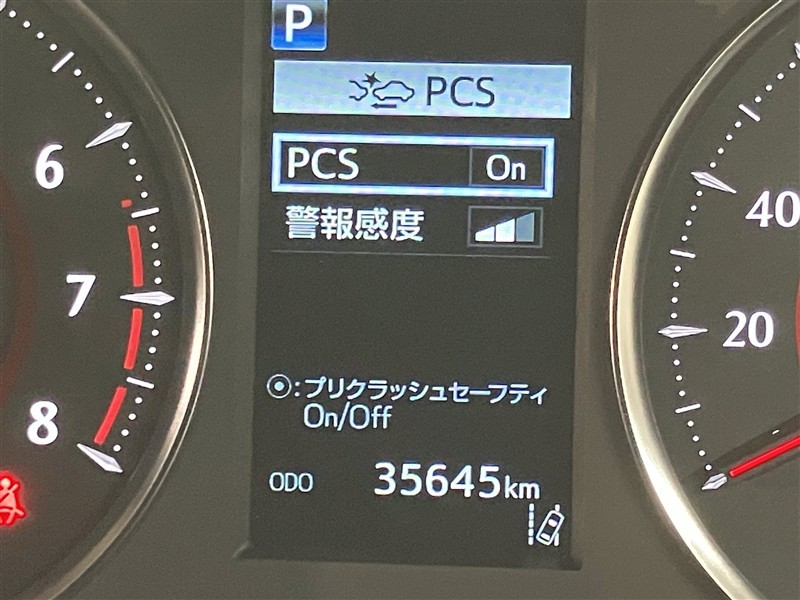 P
PCS
PCS On
警報感度
◉:プリクラッシュセーフティ
On/Off
ODO 35645km
6
7
8
40
20